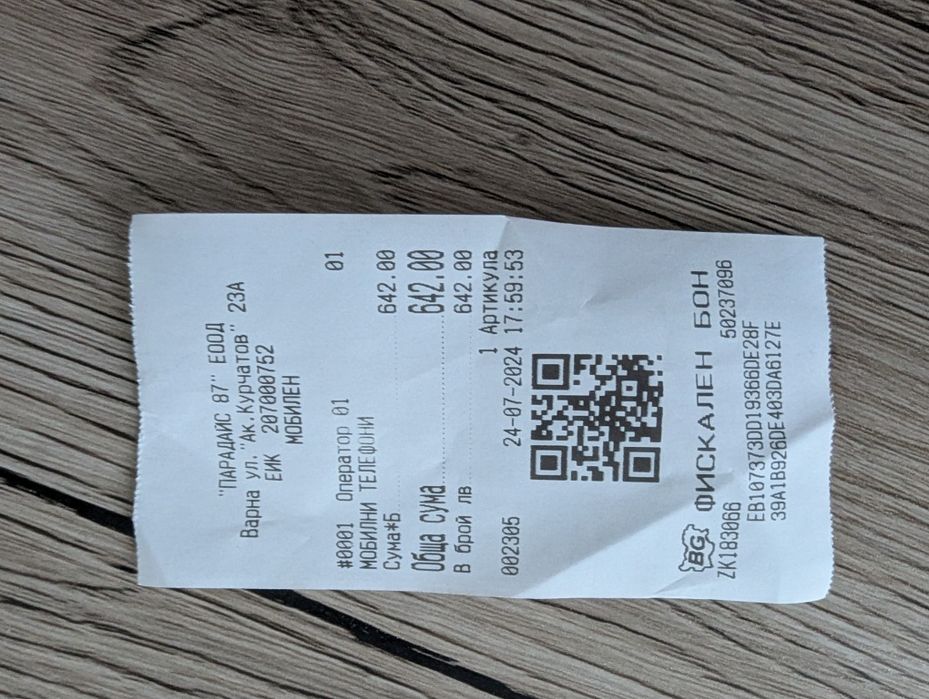 "ПАРАДАЙС 87" ЕООД
Варна ул."Ак.Курчатов" 23А
ЕИК 207000752
МОБИЛЕН
#0001 Оператор 01 01
МОБИЛНИ ТЕЛЕФОНИ
Сума*Б 642.00
Обща сума 642.00
В брой лв 642.00
1 Артикула
002305 24-07-2024 17:59:53
BG ФИСКАЛЕН БОН
ZK183066 50237096
EB107373DD19366DE28F
39A1B926DE403DA6127E